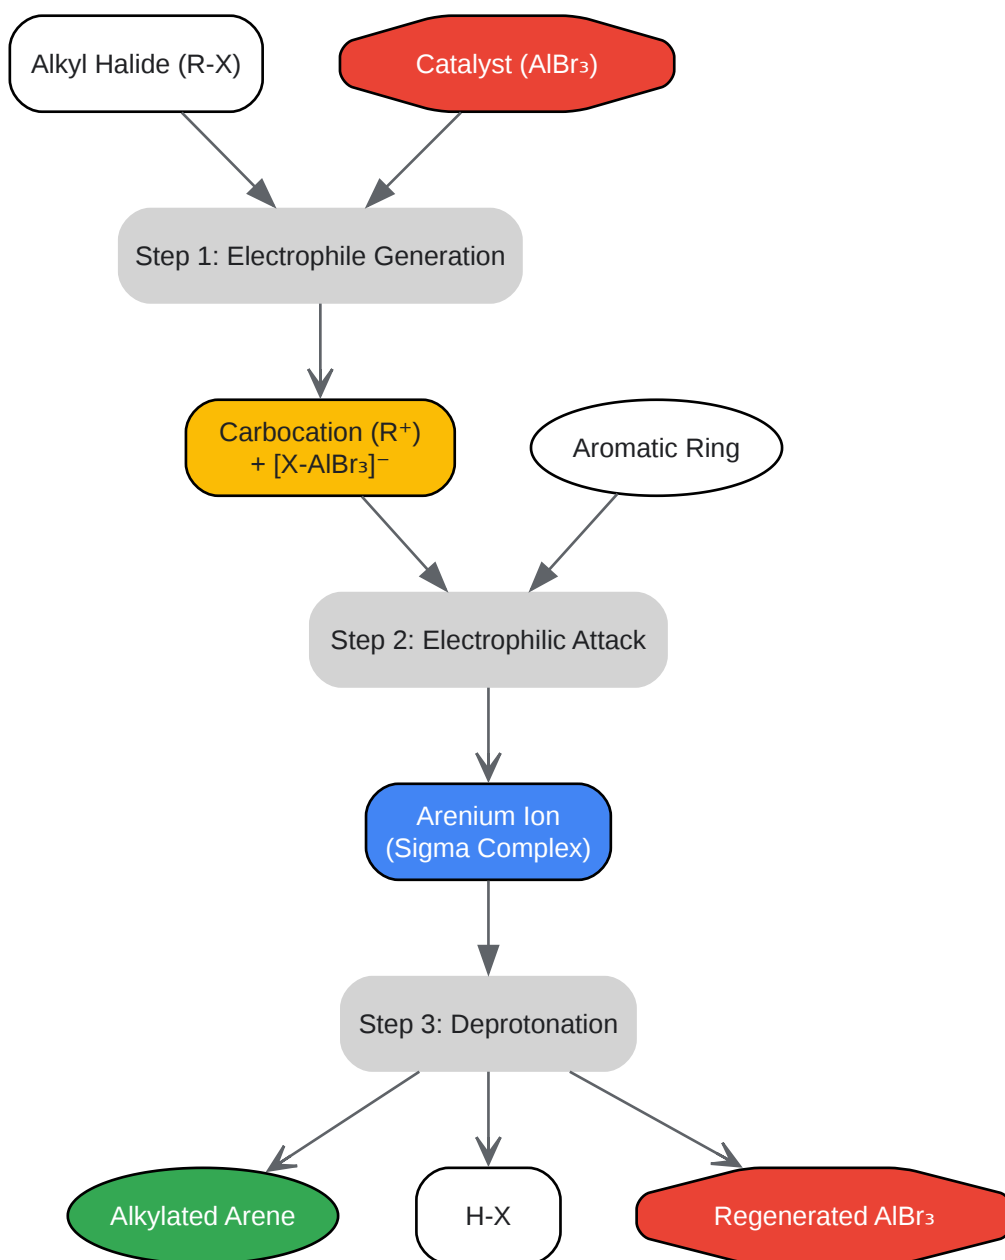 Alkyl Halide (R-X)
Catalyst (AlBr₃)
Step 1: Electrophile Generation
Carbocation (R⁺)
+ [X-AlBr₃]⁻
Aromatic Ring
Step 2: Electrophilic Attack
Arenium Ion
(Sigma Complex)
Step 3: Deprotonation
Alkylated Arene
H-X
Regenerated AlBr₃